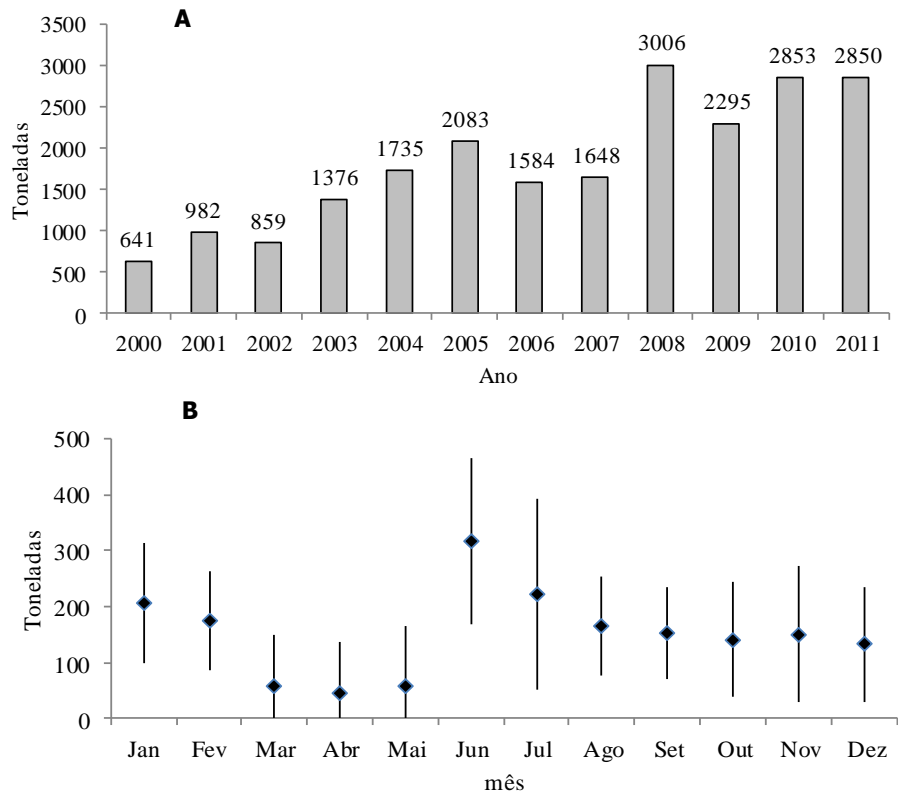 A
3500
3000
2500
2000
1500
1000
500
0
Toneladas
641 982 859 1376 1735 2083 1584 1648 3006 2295 2853 2850
2000 2001 2002 2003 2004 2005 2006 2007 2008 2009 2010 2011
Ano
B
500
400
300
200
100
0
Toneladas
Jan Fev Mar Abr Mai Jun Jul Ago Set Out Nov Dez
mês